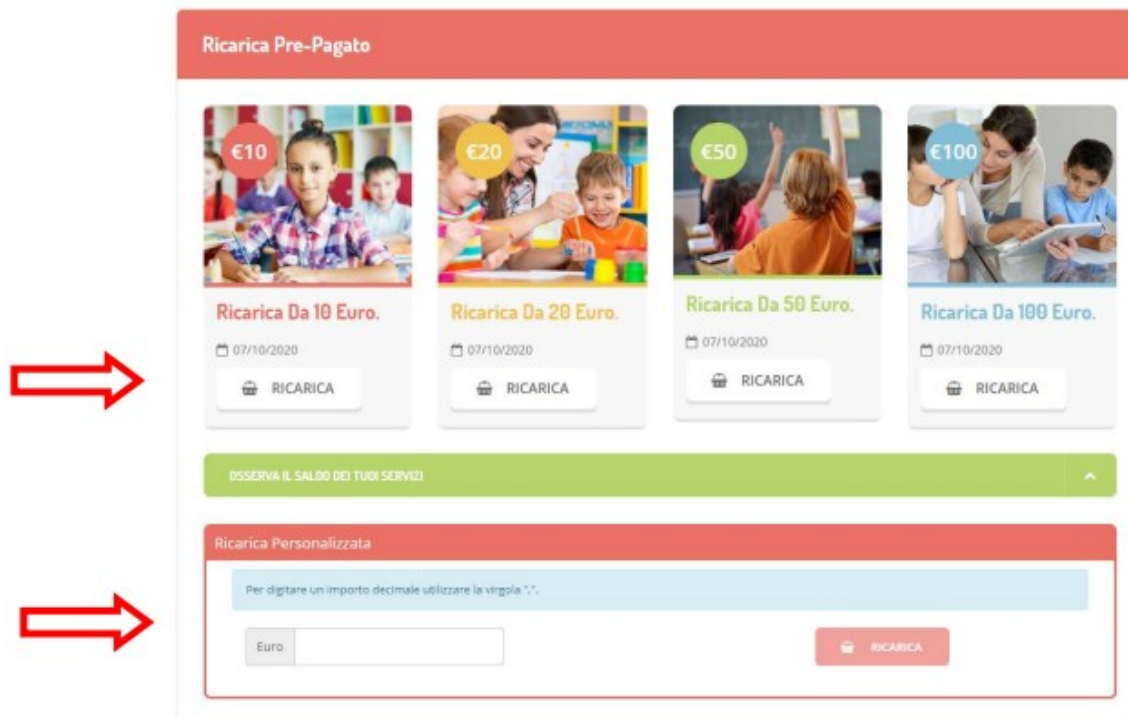 Ricarica Pre-Pagato
€10
€20
€50
€100
Ricarica Da 10 Euro.
Ricarica Da 20 Euro.
Ricarica Da 50 Euro.
Ricarica Da 100 Euro.
07/10/2020
07/10/2020
07/10/2020
07/10/2020
RICARICA
RICARICA
RICARICA
RICARICA
OSSERVA IL SALDO DEI TUOI SERVIZI
Ricarica Personalizzata
Per digitare un importo decimale utilizzare la virgola ",".
Euro
RICARICA